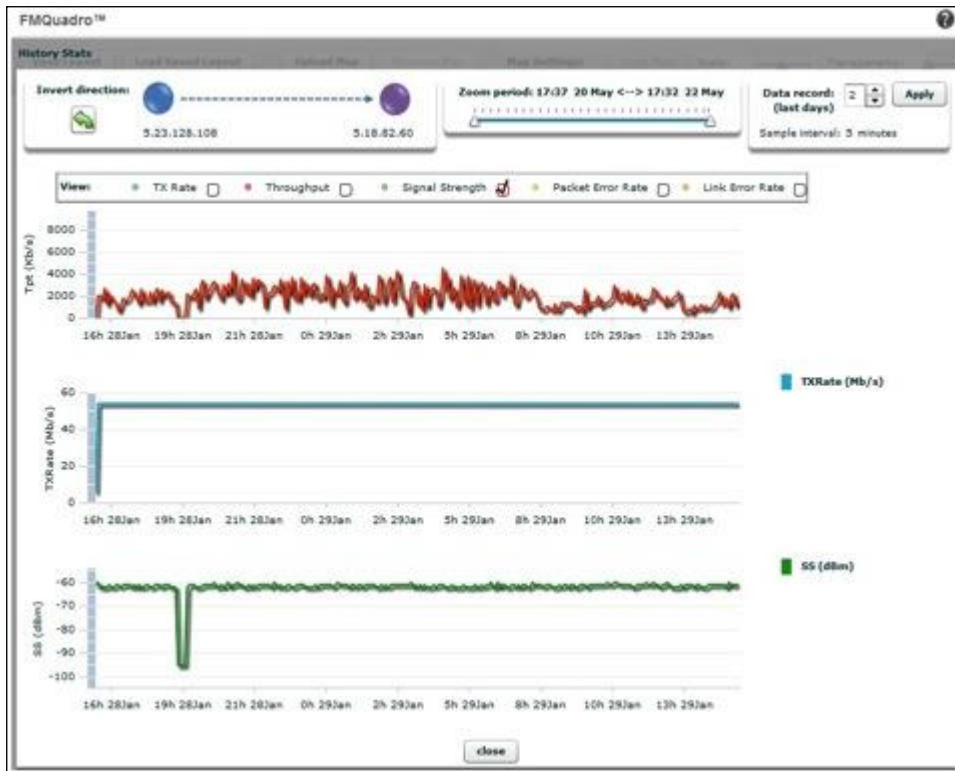 FMQuadro™
History Stats
Invert direction:
5.23.128.108
5.18.82.60
Zoom period: 17:37 20 May <--> 17:32 22 May
Data record: 2
(last days)
Apply
Sample interval: 5 minutes
View: TX Rate Throughput Signal Strength Packet Error Rate Link Error Rate
Tpt (Kb/s)
8000
6000
4000
2000
0
16h 28Jan 19h 28Jan 21h 28Jan 0h 29Jan 2h 29Jan 5h 29Jan 8h 29Jan 10h 29Jan 13h 29Jan
TXRate (Mb/s)
TXRate (Mb/s)
60
40
20
0
16h 28Jan 19h 28Jan 21h 28Jan 0h 29Jan 2h 29Jan 5h 29Jan 8h 29Jan 10h 29Jan 13h 29Jan
SS (dBm)
SS (dBm)
-60
-70
-80
-90
-100
16h 28Jan 19h 28Jan 21h 28Jan 0h 29Jan 2h 29Jan 5h 29Jan 8h 29Jan 10h 29Jan 13h 29Jan
close